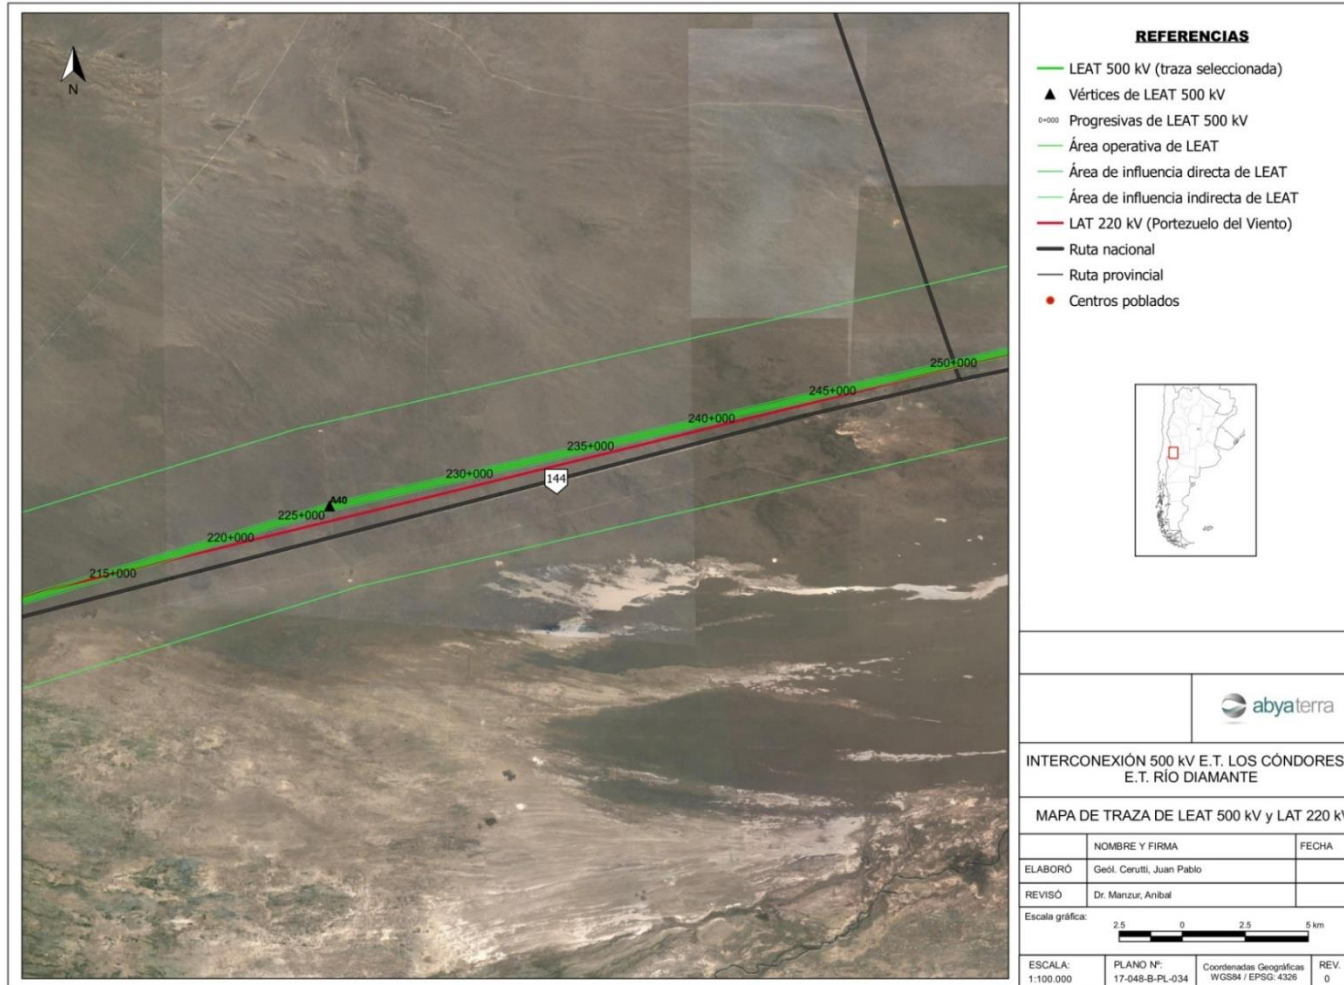 N
250+000
245+000
240+000
235+000
144
230+000
A40
225+000
220+000
215+000
REFERENCIAS
LEAT 500 kV (traza seleccionada)
Vértices de LEAT 500 kV
0+000 Progresivas de LEAT 500 kV
Área operativa de LEAT
Área de influencia directa de LEAT
Área de influencia indirecta de LEAT
LAT 220 kV (Portezuelo del Viento)
Ruta nacional
Ruta provincial
Centros poblados
abyaterra
INTERCONEXIÓN 500 kV E.T. LOS CÓNDORES
E.T. RÍO DIAMANTE
MAPA DE TRAZA DE LEAT 500 kV y LAT 220 kV
NOMBRE Y FIRMA FECHA
ELABORÓ Geól. Cerutti, Juan Pablo
REVISÓ Dr. Manzur, Anibal
Escala gráfica:
2.5 0 2.5 5 km
ESCALA: PLANO Nº: Coordenadas Geográficas REV.
1:100.000 17-048-B-PL-034 WGS84 / EPSG: 4326 0